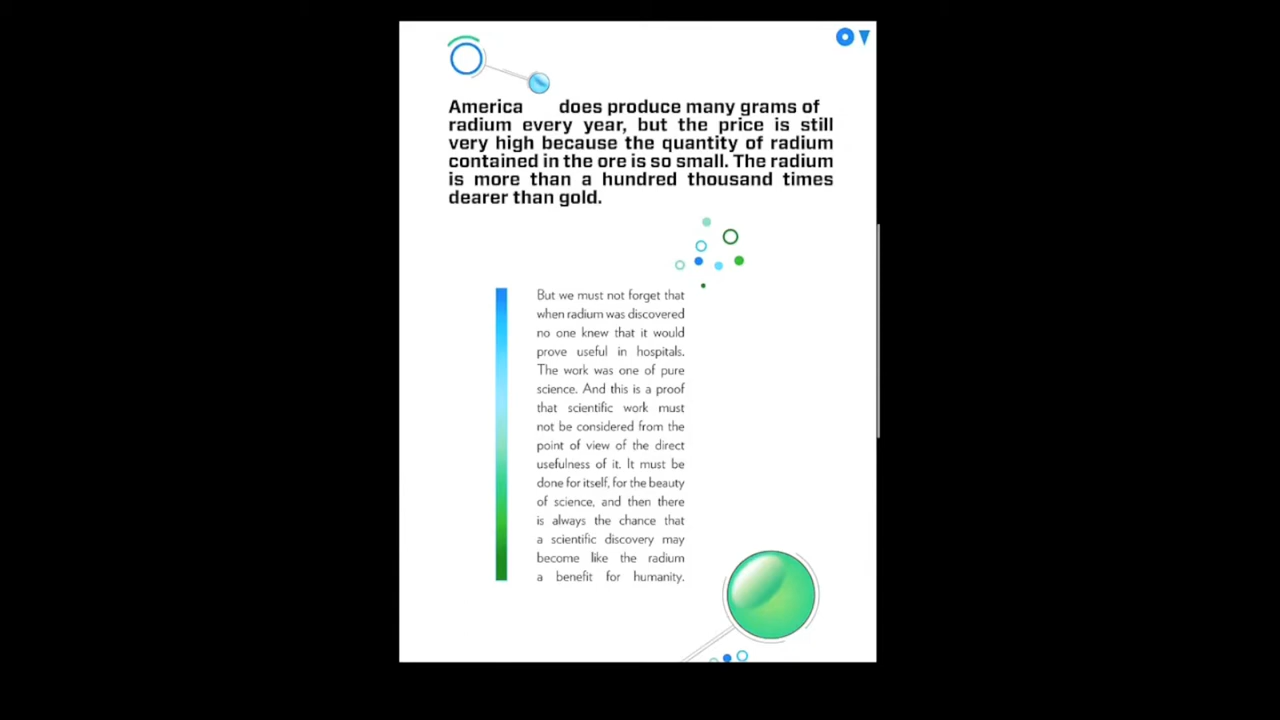 America does produce many grams of
radium every year, but the price is still
very high because the quantity of radium
contained in the ore is so small. The radium
is more than a hundred thousand times
dearer than gold.
But we must not forget that
when radium was discovered
no one knew that it would
prove useful in hospitals.
The work was one of pure
science. And this is a proof
that scientific work must
not be considered from the
point of view of the direct
usefulness of it. It must be
done for itself, for the beauty
of science, and then there
is always the chance that
a scientific discovery may
become like the radium
a benefit for humanity.